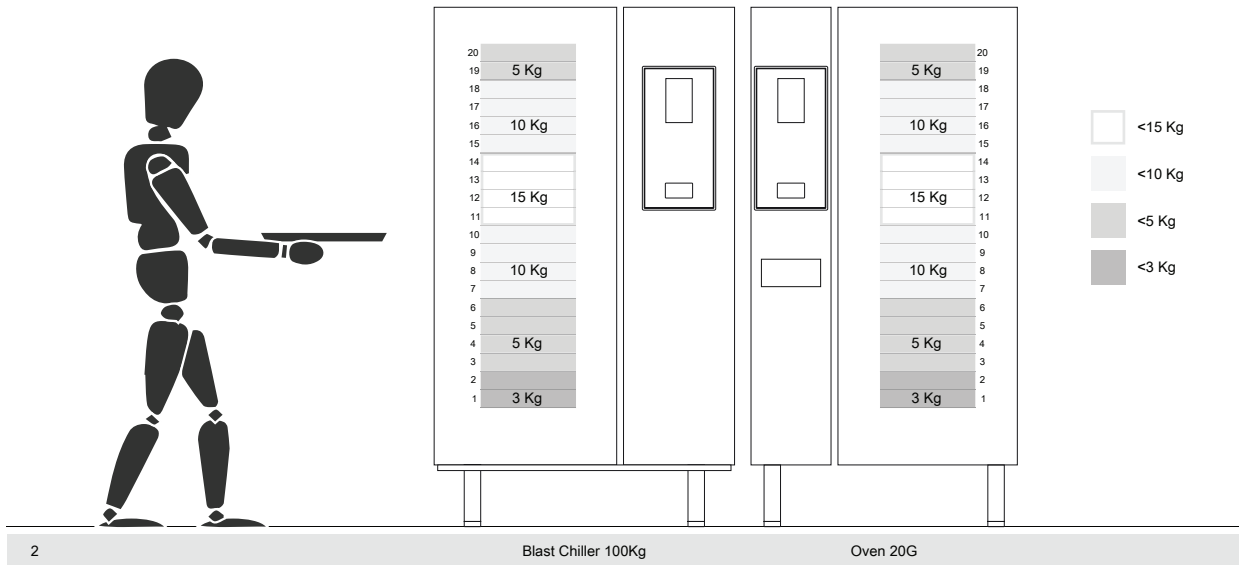 20 20
19 5 Kg 5 Kg 19
18 18
17 17
16 10 Kg 10 Kg 16
15 15
14 14
13 13
12 15 Kg 15 Kg 12
11 11
10 10
9 9
8 10 Kg 10 Kg 8
7 7
6 6
5 5
4 5 Kg 5 Kg 4
3 3
2 2
1 3 Kg 3 Kg 1
<15 Kg
<10 Kg
<5 Kg
<3 Kg
2 Blast Chiller 100Kg Oven 20G